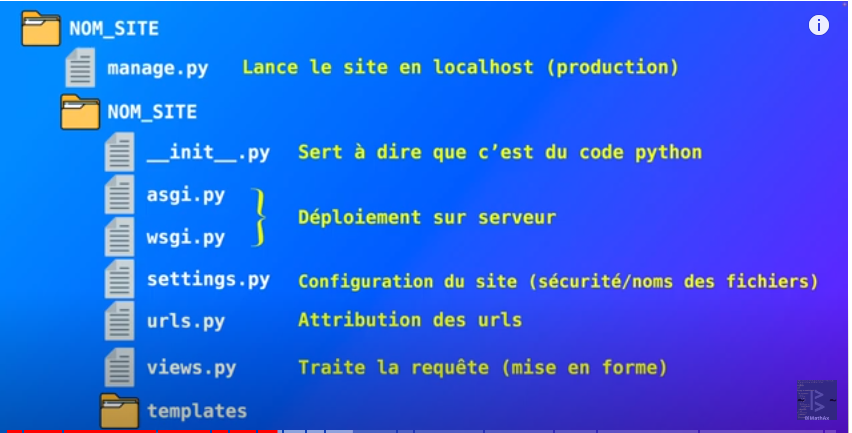 NOM_SITE
manage.py Lance le site en localhost (production)
NOM_SITE
__init__.py Sert à dire que c'est du code python
asgi.py
Déploiement sur serveur
wsgi.py
settings.py Configuration du site (sécurité/noms des fichiers)
urls.py Attribution des urls
views.py Traite la requête (mise en forme)
templates